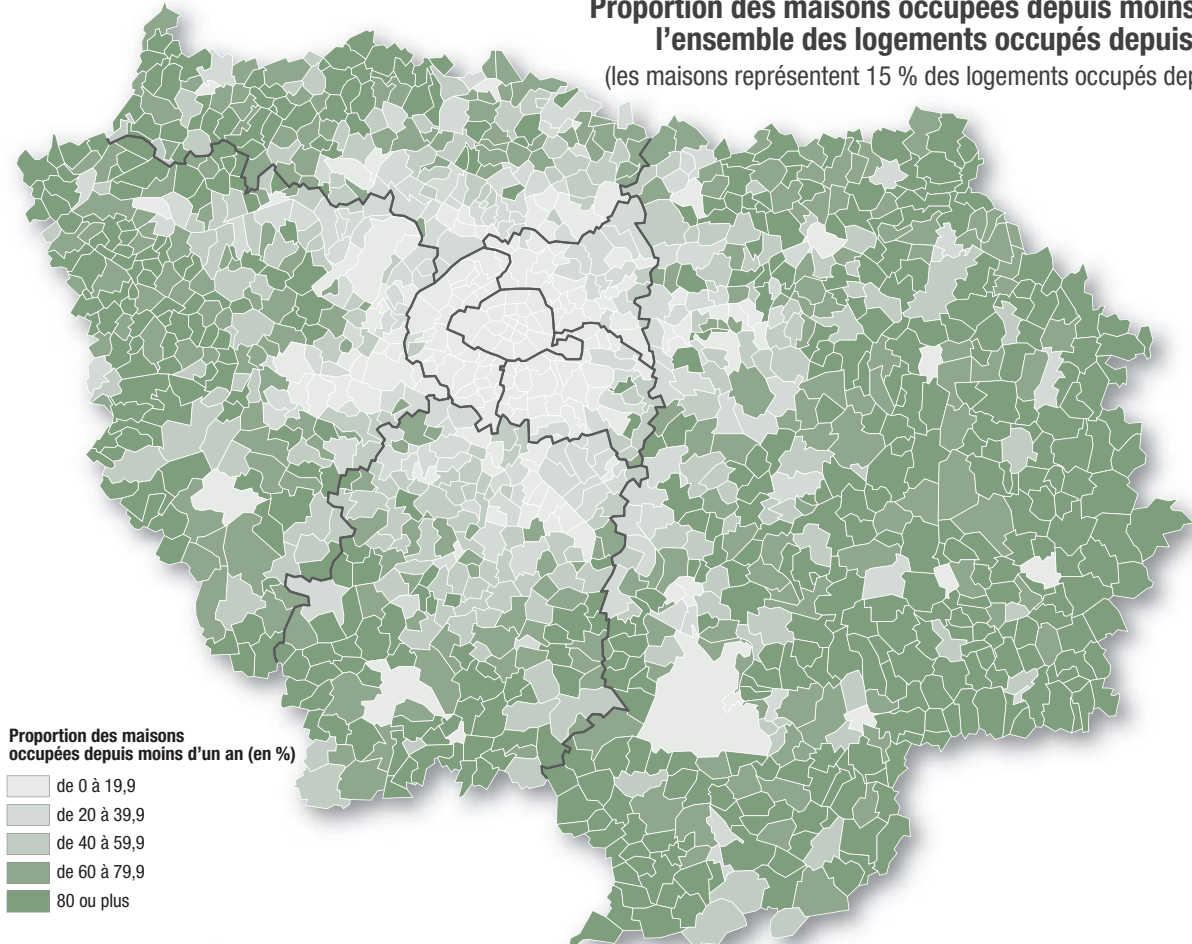 Proportion des maisons occupées depuis moins
l’ensemble des logements occupés depuis
(les maisons représentent 15 % des logements occupés dep
Proportion des maisons
occupées depuis moins d’un an (en %)
de 0 à 19,9
de 20 à 39,9
de 40 à 59,9
de 60 à 79,9
80 ou plus